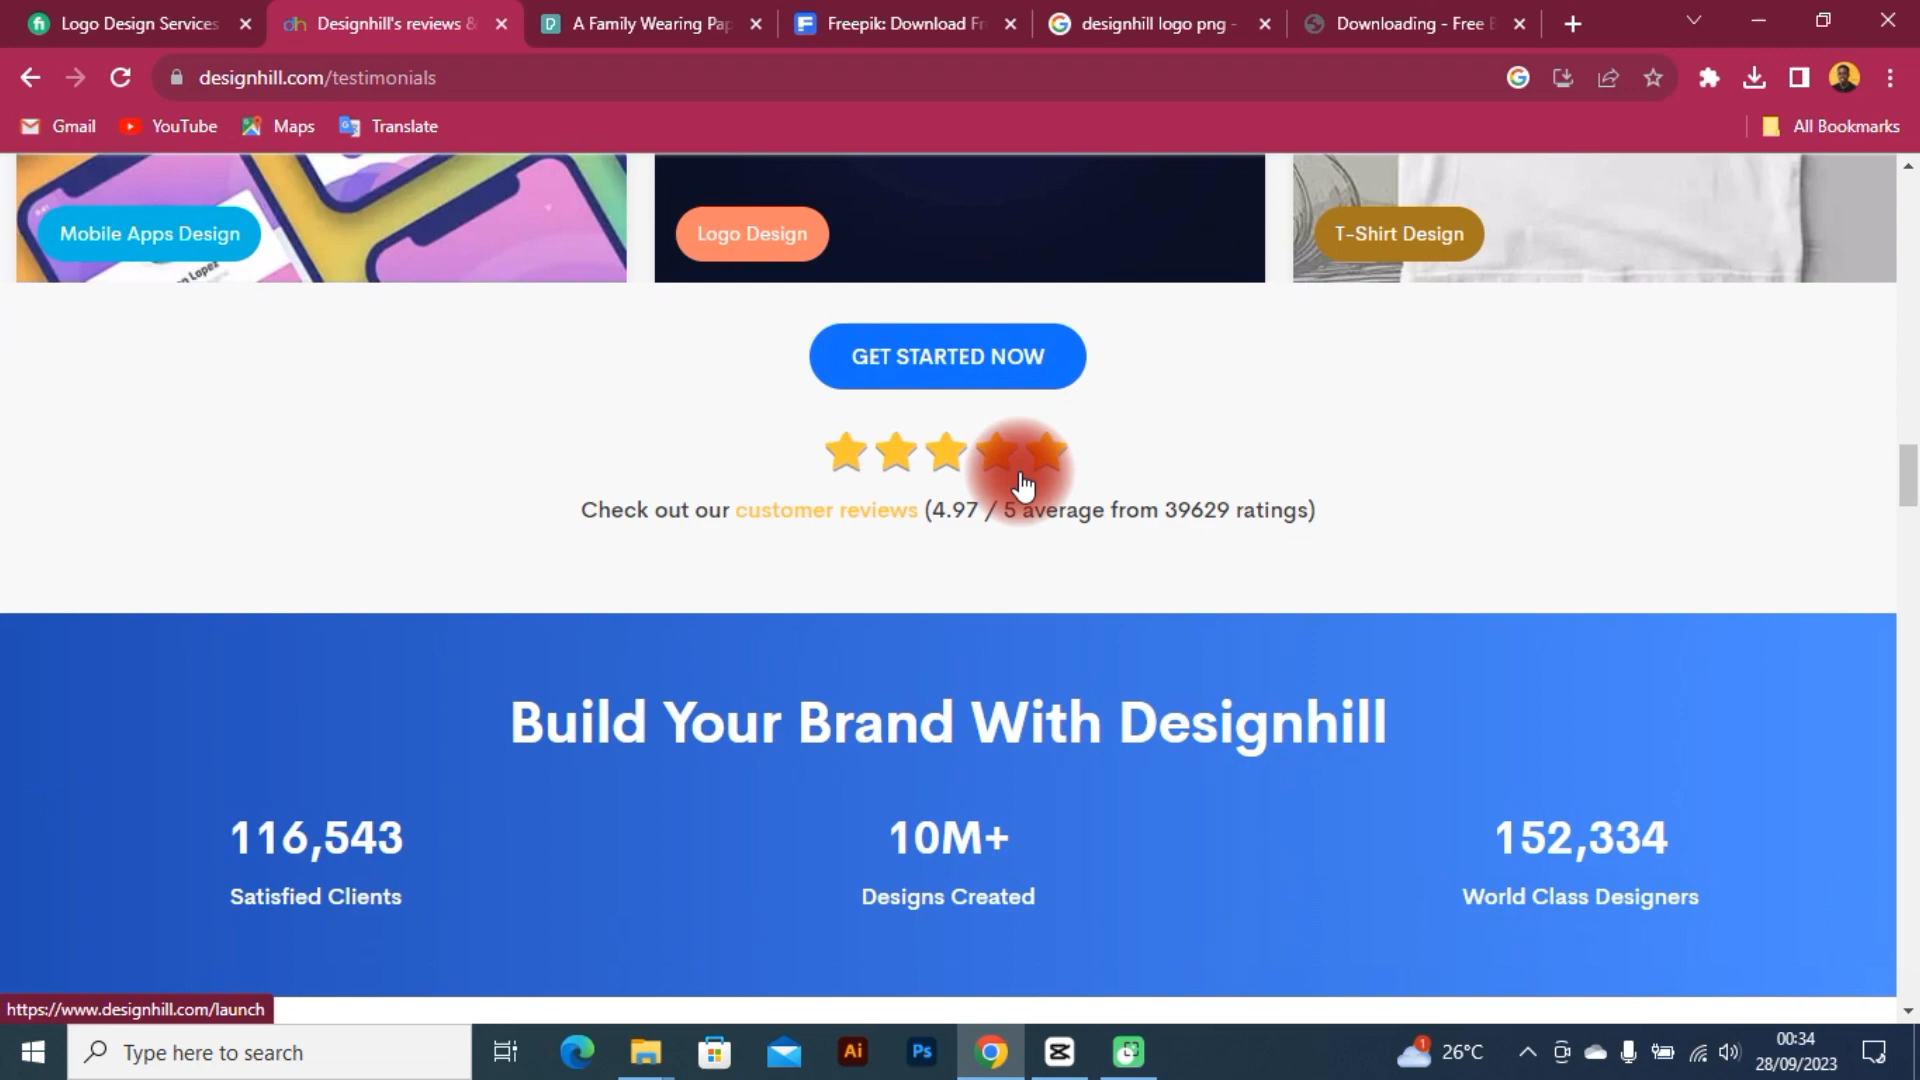 Logo Design Services
Designhill's reviews &
A Family Wearing Pap
Freepik: Download Fr
designhill logo png -
Downloading - Free
designhill.com/testimonials
Gmail
YouTube
Maps
Translate
All Bookmarks
Mobile Apps Design
Logo Design
T-Shirt Design
Lopez
GET STARTED NOW
Check out our customer reviews (4.97 / 5 average from 39629 ratings)
Build Your Brand With Designhill
116,543
10M+
152,334
Satisfied Clients
Designs Created
World Class Designers
https://www.designhill.com/launch
Type here to search
Ai
Ps
1
26°C
00:34
28/09/2023